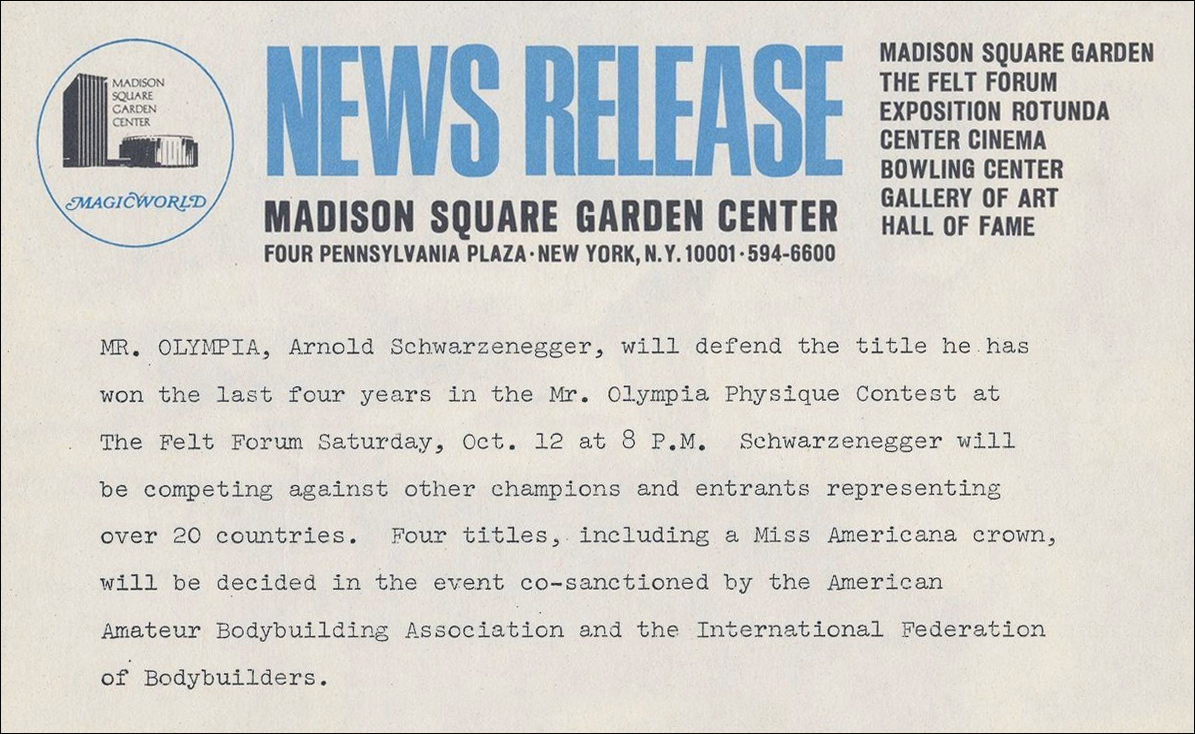 MADISON
SQUARE
GARDEN
CENTER
MAGICWORLD
NEWS RELEASE
MADISON SQUARE GARDEN CENTER
FOUR PENNSYLVANIA PLAZA · NEW YORK, N.Y. 10001 · 594-6600
MADISON SQUARE GARDEN
THE FELT FORUM
EXPOSITION ROTUNDA
CENTER CINEMA
BOWLING CENTER
GALLERY OF ART
HALL OF FAME
MR. OLYMPIA, Arnold Schwarzenegger, will defend the title he has
won the last four years in the Mr. Olympia Physique Contest at
The Felt Forum Saturday, Oct. 12 at 8 P.M.  Schwarzenegger will
be competing against other champions and entrants representing
over 20 countries.  Four titles, including a Miss Americana crown,
will be decided in the event co-sanctioned by the American
Amateur Bodybuilding Association and the International Federation
of Bodybuilders.